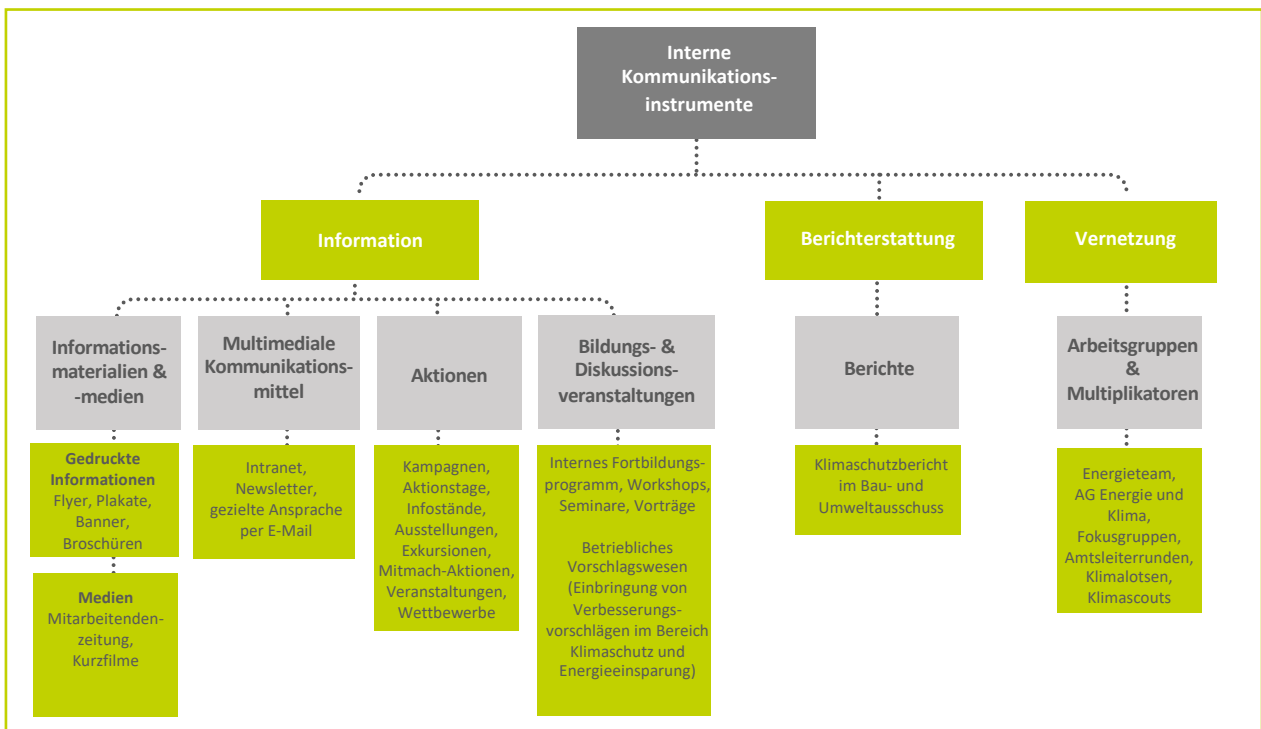 Interne
Kommunikations-
instrumente
Information
Berichterstattung
Vernetzung
Informations-
materialien &
-medien
Multimediale
Kommunikations-
mittel
Aktionen
Bildungs- &
Diskussions-
veranstaltungen
Berichte
Arbeitsgruppen
&
Multiplikatoren
Gedruckte
Informationen
Flyer, Plakate,
Banner,
Broschüren
Medien
Mitarbeitenden-
zeitung,
Kurzfilme
Intranet,
Newsletter,
gezielte Ansprache
per E-Mail
Kampagnen,
Aktionstage,
Infostände,
Ausstellungen,
Exkursionen,
Mitmach-Aktionen,
Veranstaltungen,
Wettbewerbe
Internes Fortbildungs-
programm, Workshops,
Seminare, Vorträge
Betriebliches
Vorschlagswesen
(Einbringung von
Verbesserungs-
vorschlägen im Bereich
Klimaschutz und
Energieeinsparung)
Klimaschutzbericht
im Bau- und
Umweltausschuss
Energieteam,
AG Energie und
Klima,
Fokusgruppen,
Amtsleiterrunden,
Klimalotsen,
Klimascouts